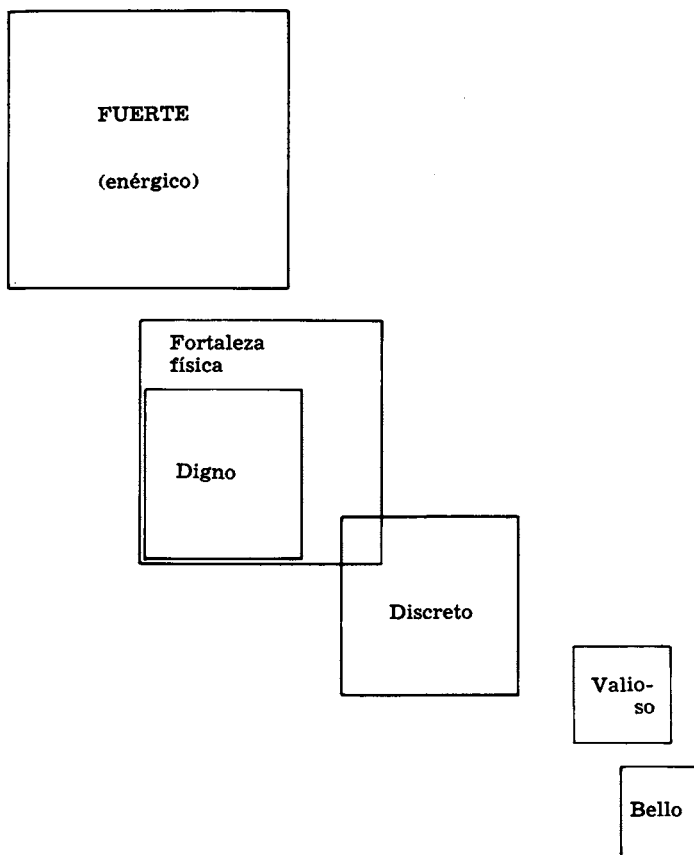 FUERTE
(enérgico)
Fortaleza
física
Digno
Discreto
Valio-
so
Bello